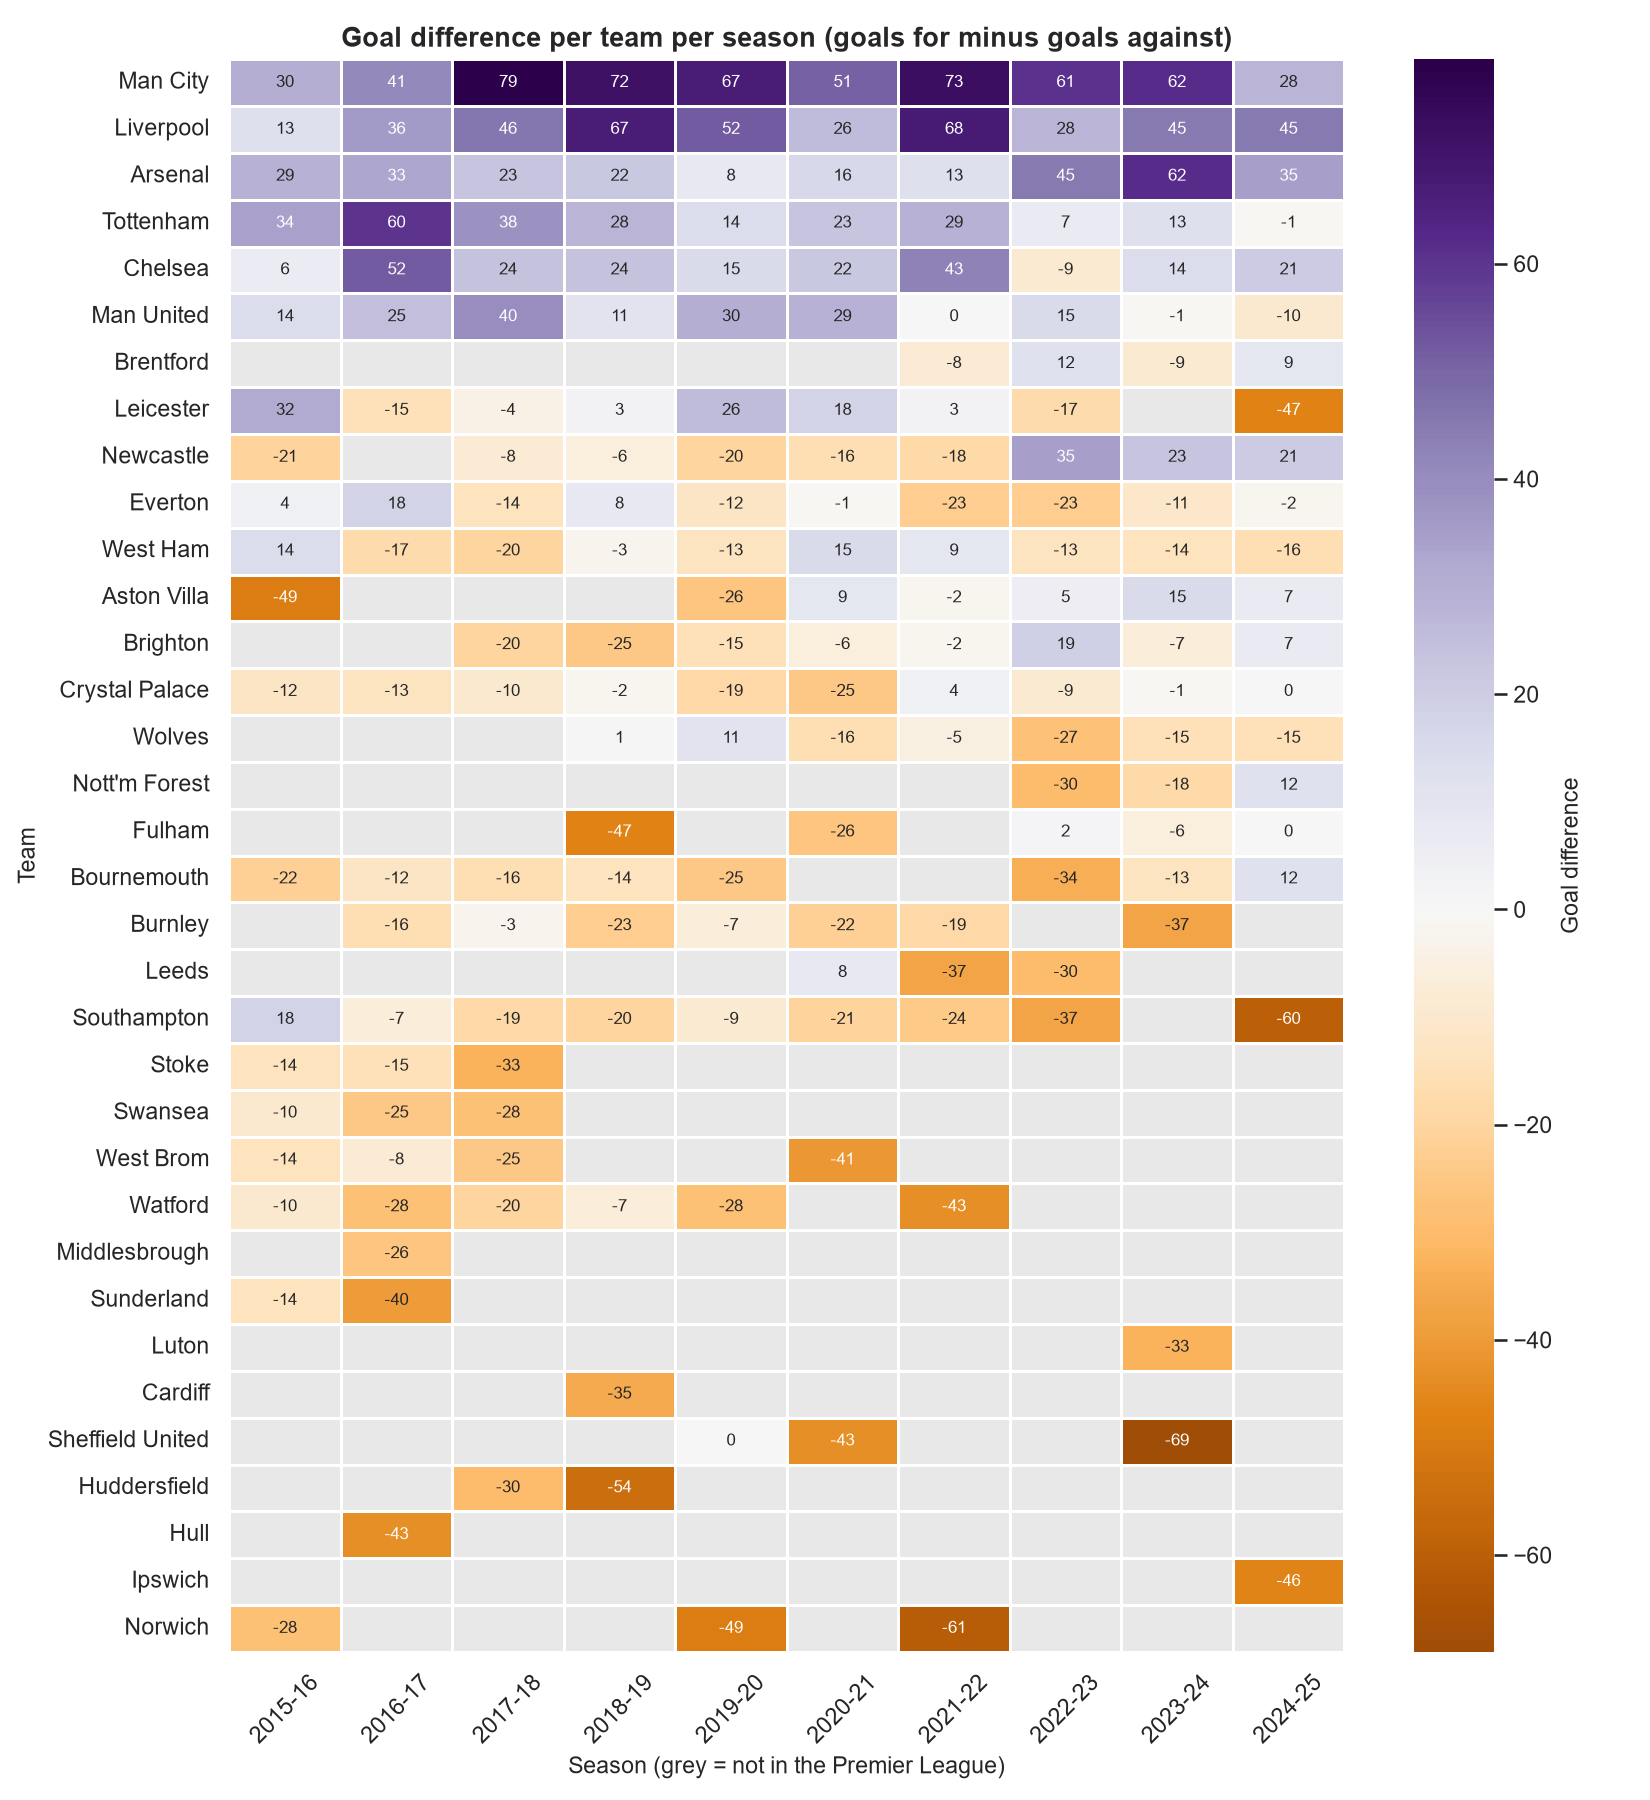 Goal difference per team per season (goals for minus goals against)
Man City 30 41 79 72 67 51 73 61 62 28
Liverpool 13 36 46 67 52 26 68 28 45 45
Arsenal 29 33 23 22 8 16 13 45 62 35
Tottenham 34 60 38 28 14 23 29 7 13 -1
Chelsea 6 52 24 24 15 22 43 -9 14 21
Man United 14 25 40 11 30 29 0 15 -1 -10
Brentford -8 12 -9 9
Leicester 32 -15 -4 3 26 18 3 -17 -47
Newcastle -21 -8 -6 -20 -16 -18 35 23 21
Everton 4 18 -14 8 -12 -1 -23 -23 -11 -2
West Ham 14 -17 -20 -3 -13 15 9 -13 -14 -16
Aston Villa -49 -26 9 -2 5 15 7
Brighton -20 -25 -15 -6 -2 19 -7 7
Crystal Palace -12 -13 -10 -2 -19 -25 4 -9 -1 0
Wolves 1 11 -16 -5 -27 -15 -15
Nott'm Forest -30 -18 12
Fulham -47 -26 2 -6 0
Bournemouth -22 -12 -16 -14 -25 -34 -13 12
Burnley -16 -3 -23 -7 -22 -19 -37
Leeds 8 -37 -30
Southampton 18 -7 -19 -20 -9 -21 -24 -37 -60
Stoke -14 -15 -33
Swansea -10 -25 -28
West Brom -14 -8 -25 -41
Watford -10 -28 -20 -7 -28 -43
Middlesbrough -26
Sunderland -14 -40
Luton -33
Cardiff -35
Sheffield United 0 -43 -69
Huddersfield -30 -54
Hull -43
Ipswich -46
Norwich -28 -49 -61
2015-16 2016-17 2017-18 2018-19 2019-20 2020-21 2021-22 2022-23 2023-24 2024-25
Season (grey = not in the Premier League)
Team
60
40
20
0
−20
−40
−60
Goal difference